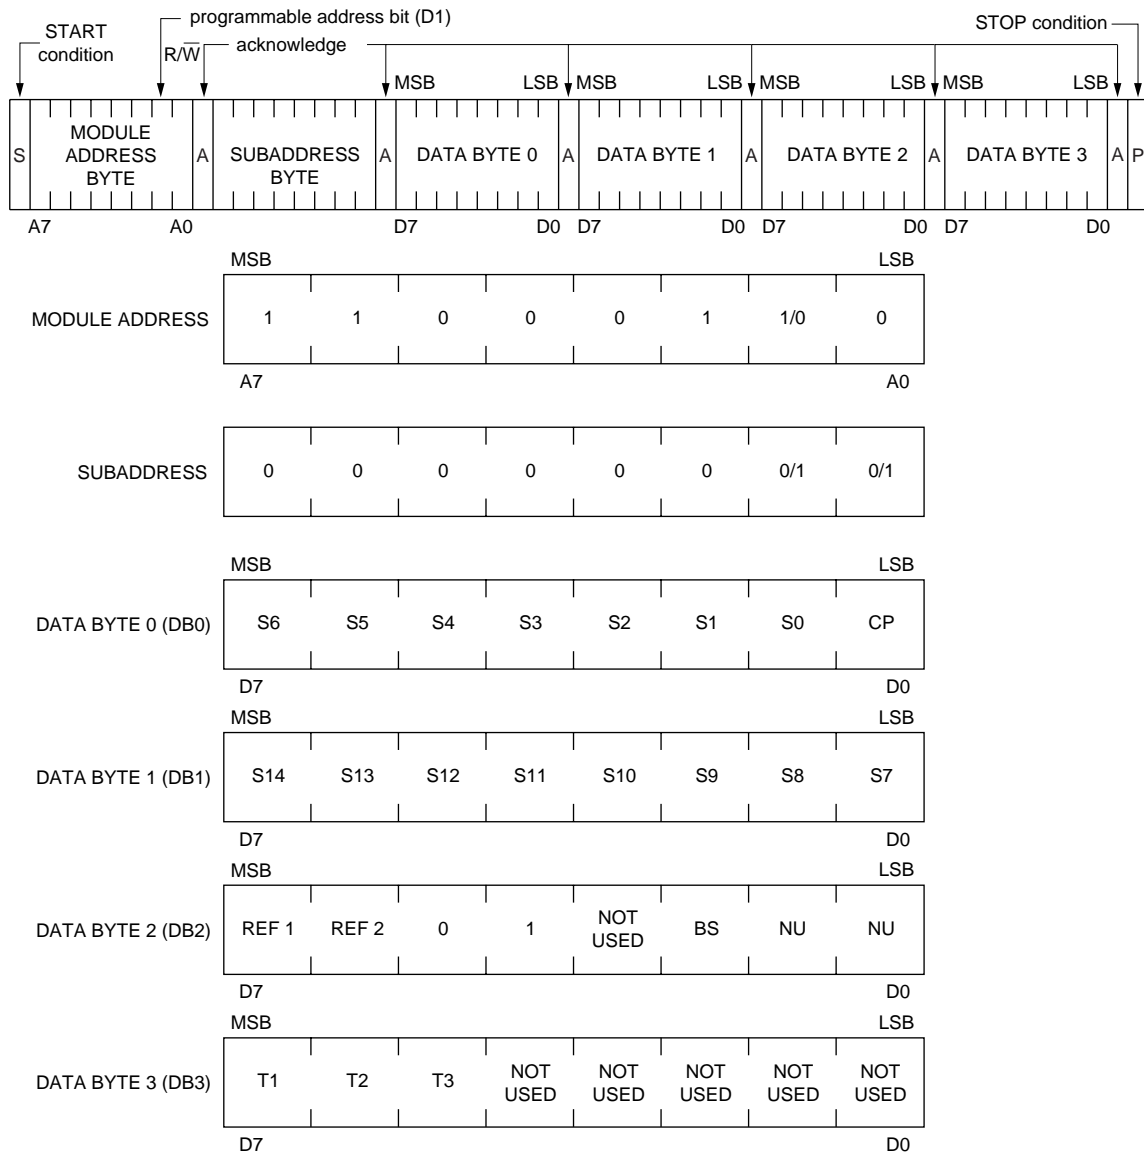 START condition
programmable address bit (D1)
R/W
acknowledge
STOP condition
MSB LSB MSB LSB MSB LSB MSB LSB
S MODULE ADDRESS BYTE A SUBADDRESS BYTE A DATA BYTE 0 A DATA BYTE 1 A DATA BYTE 2 A DATA BYTE 3 A P
A7 A0 D7 D0 D7 D0 D7 D0 D7 D0
MSB LSB
MODULE ADDRESS 1 1 0 0 0 1 1/0 0
A7 A0
SUBADDRESS 0 0 0 0 0 0 0/1 0/1
MSB LSB
DATA BYTE 0 (DB0) S6 S5 S4 S3 S2 S1 S0 CP
D7 D0
MSB LSB
DATA BYTE 1 (DB1) S14 S13 S12 S11 S10 S9 S8 S7
D7 D0
MSB LSB
DATA BYTE 2 (DB2) REF 1 REF 2 0 1 NOT USED BS NU NU
D7 D0
MSB LSB
DATA BYTE 3 (DB3) T1 T2 T3 NOT USED NOT USED NOT USED NOT USED NOT USED
D7 D0